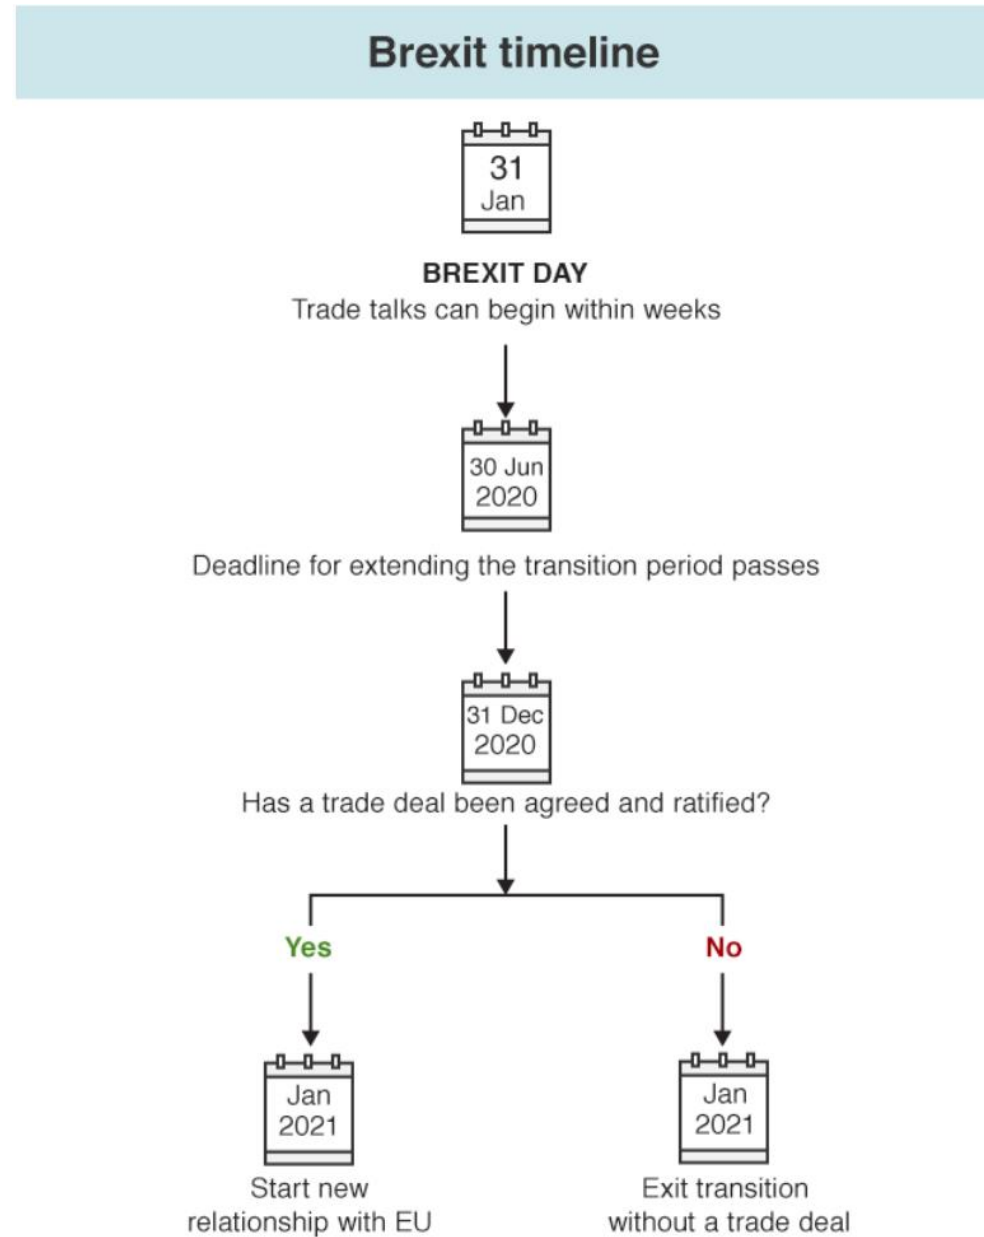 Brexit timeline
31
Jan
BREXIT DAY
Trade talks can begin within weeks
30 Jun
2020
Deadline for extending the transition period passes
31 Dec
2020
Has a trade deal been agreed and ratified?
Yes
No
Jan
2021
Start new
relationship with EU
Jan
2021
Exit transition
without a trade deal